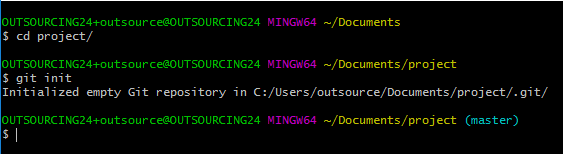 OUTSOURCING24+outsource@OUTSOURCING24 MINGW64 ~/Documents
$ cd project/
OUTSOURCING24+outsource@OUTSOURCING24 MINGW64 ~/Documents/project
$ git init
Initialized empty Git repository in C:/Users/outsource/Documents/project/.git/
OUTSOURCING24+outsource@OUTSOURCING24 MINGW64 ~/Documents/project (master)
$